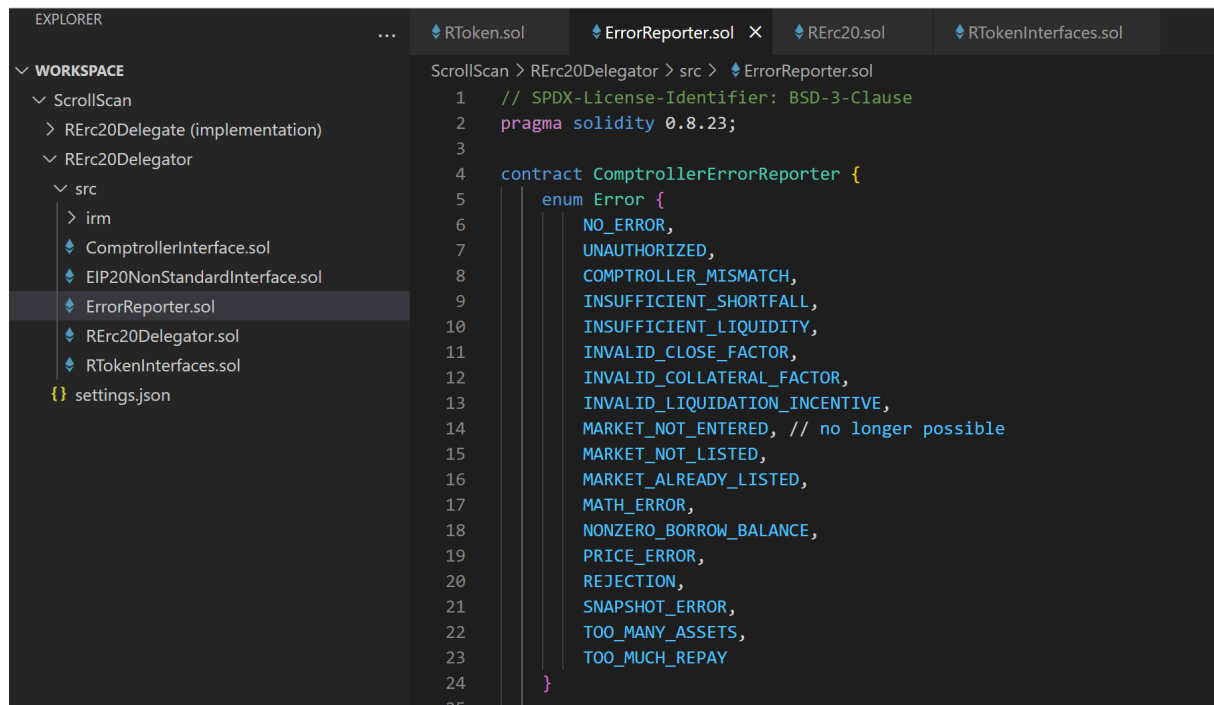 EXPLORER
...
WORKSPACE
ScrollScan
RErc20Delegate (implementation)
RErc20Delegator
src
irm
ComptrollerInterface.sol
EIP20NonStandardInterface.sol
ErrorReporter.sol
RErc20Delegator.sol
RTokenInterfaces.sol
{} settings.json
RToken.sol ErrorReporter.sol × RErc20.sol RTokenInterfaces.sol
ScrollScan > RErc20Delegator > src > ErrorReporter.sol
1 // SPDX-License-Identifier: BSD-3-Clause
2 pragma solidity 0.8.23;
3
4 contract ComptrollerErrorReporter {
5 enum Error {
6 NO_ERROR,
7 UNAUTHORIZED,
8 COMPTROLLER_MISMATCH,
9 INSUFFICIENT_SHORTFALL,
10 INSUFFICIENT_LIQUIDITY,
11 INVALID_CLOSE_FACTOR,
12 INVALID_COLLATERAL_FACTOR,
13 INVALID_LIQUIDATION_INCENTIVE,
14 MARKET_NOT_ENTERED, // no longer possible
15 MARKET_NOT_LISTED,
16 MARKET_ALREADY_LISTED,
17 MATH_ERROR,
18 NONZERO_BORROW_BALANCE,
19 PRICE_ERROR,
20 REJECTION,
21 SNAPSHOT_ERROR,
22 TOO_MANY_ASSETS,
23 TOO_MUCH_REPAY
24 }